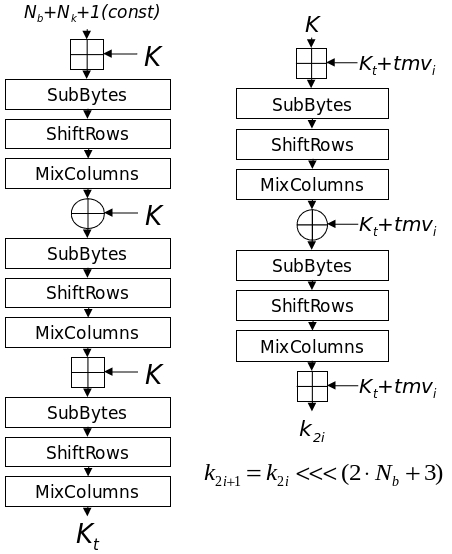 N_b+N_k+1(const)
K
SubBytes
ShiftRows
MixColumns
K
SubBytes
ShiftRows
MixColumns
K
SubBytes
ShiftRows
MixColumns
K_t
K
K_t+tmv_i
SubBytes
ShiftRows
MixColumns
K_t+tmv_i
SubBytes
ShiftRows
MixColumns
K_t+tmv_i
k_{2i}
k_{2i+1} = k_{2i} <<< (2· N_b + 3)